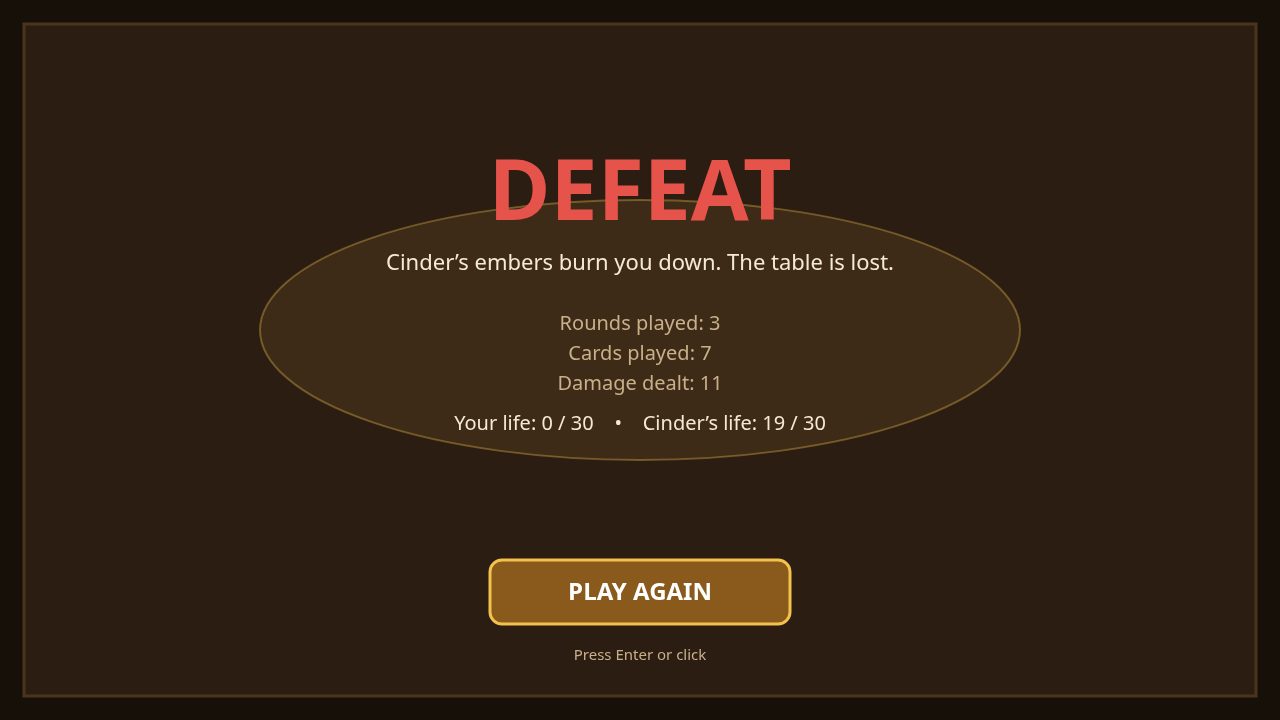 DEFEAT
Cinder’s embers burn you down. The table is lost.
Rounds played: 3
Cards played: 7
Damage dealt: 11
Your life: 0 / 30 • Cinder’s life: 19 / 30
PLAY AGAIN
Press Enter or click